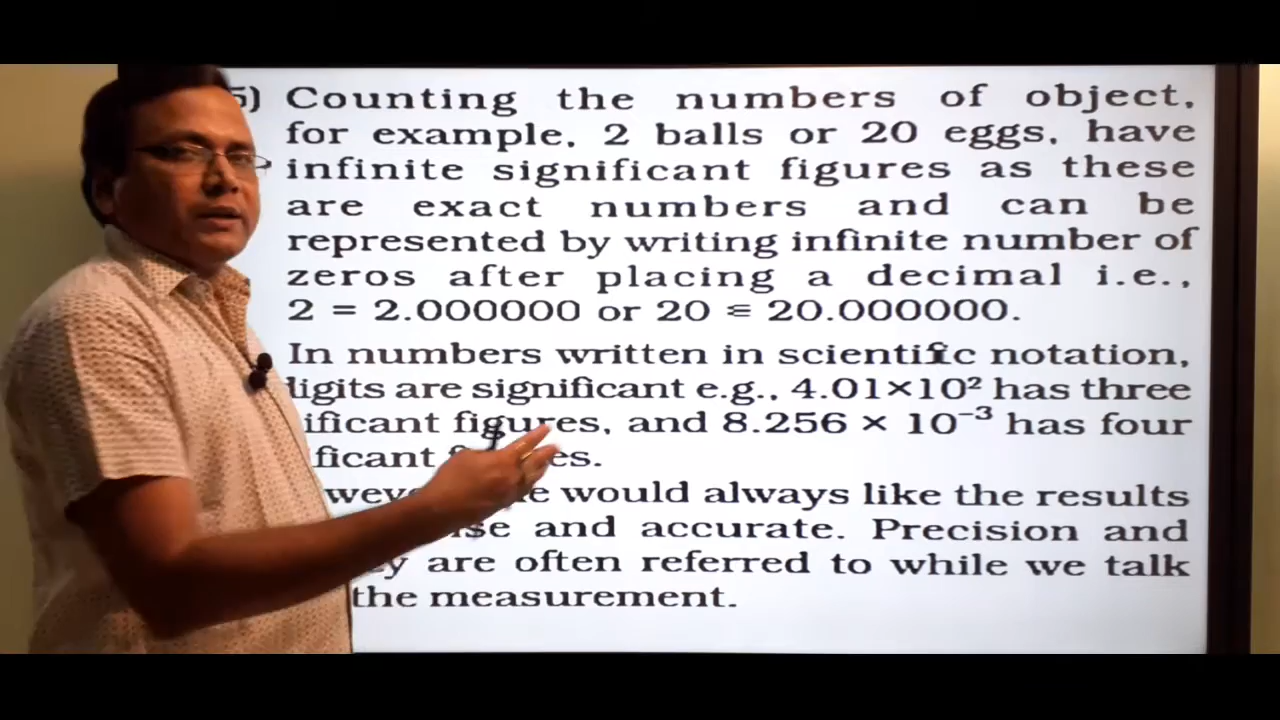 5) Counting the numbers of object,
for example, 2 balls or 20 eggs, have
infinite significant figures as these
are exact numbers and can be
represented by writing infinite number of
zeros after placing a decimal i.e.,
2 = 2.000000 or 20 = 20.000000.
In numbers written in scientific notation,
digits are significant e.g., 4.01×10² has three
figures, and 8.256 × 10⁻³ has four
would always like the results
and accurate. Precision and
are often referred to while we talk
the measurement.